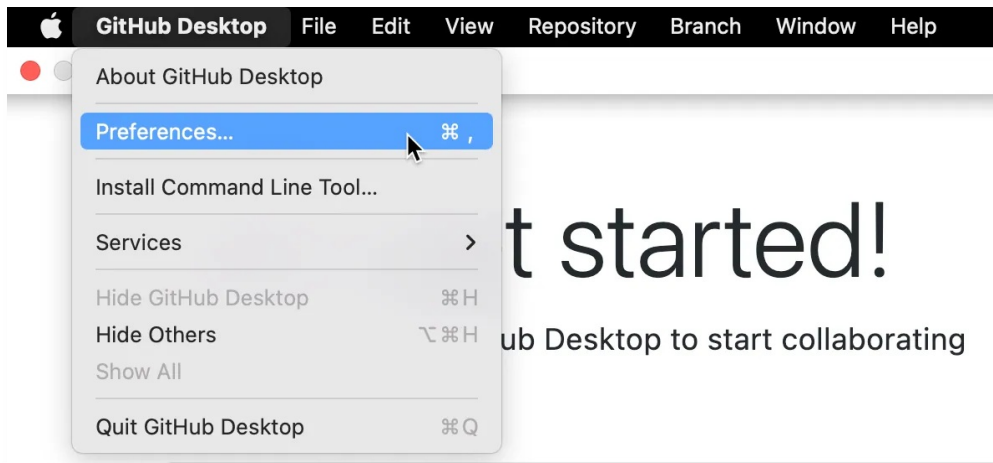 GitHub Desktop File Edit View Repository Branch Window Help
About GitHub Desktop
Preferences... ⌘ ,
Install Command Line Tool...
Services >
Hide GitHub Desktop ⌘H
Hide Others ⌥⌘H
Show All
Quit GitHub Desktop ⌘Q
t started!
ub Desktop to start collaborating